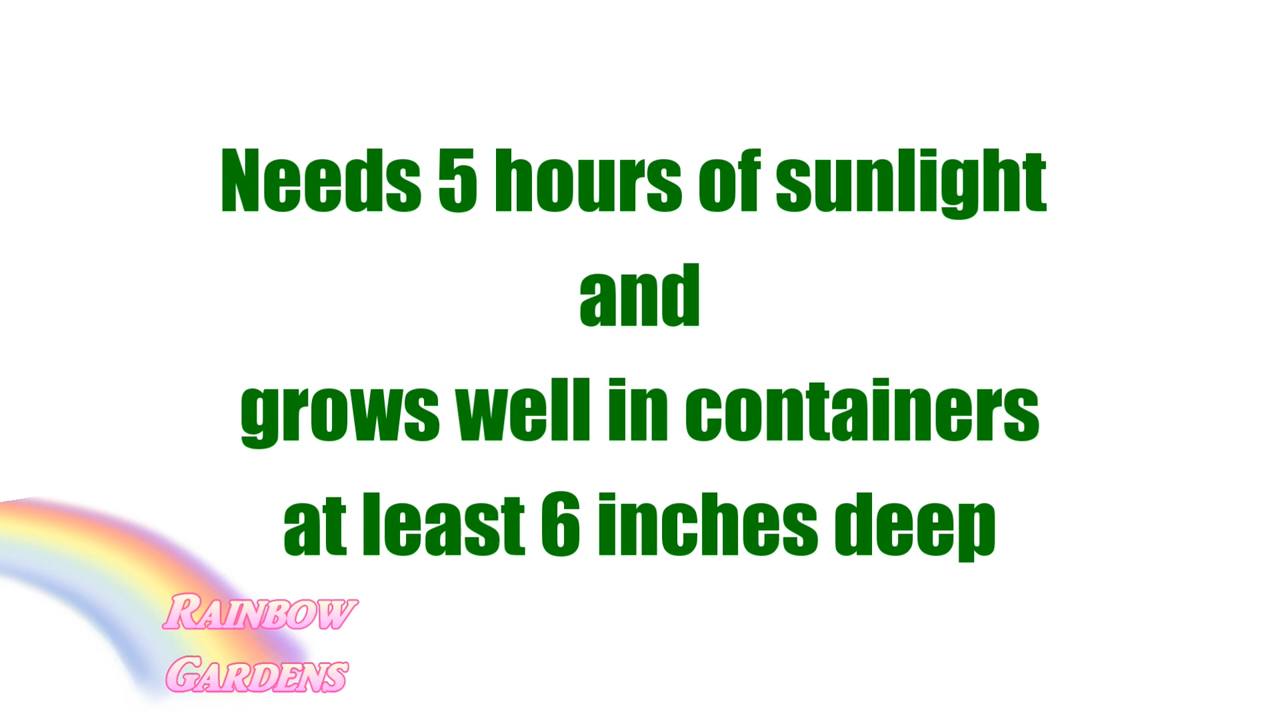 Needs 5 hours of sunlight
and
grows well in containers
at least 6 inches deep
Rainbow
Gardens